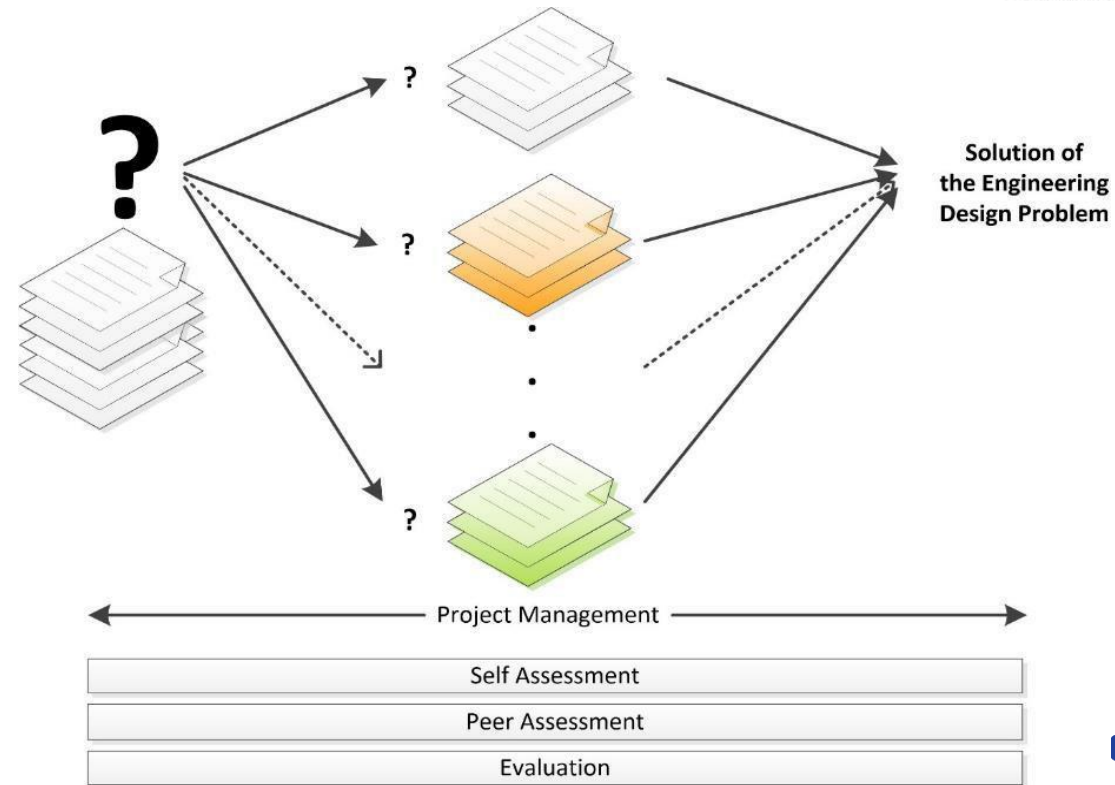 ?
?
Solution of
the Engineering
Design Problem
?
?
Project Management
Self Assessment
Peer Assessment
Evaluation